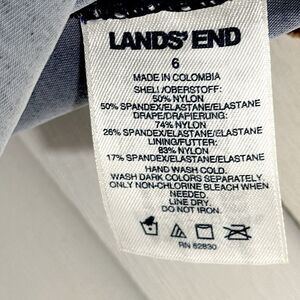 LANDS' END
6
MADE IN COLOMBIA
SHELL/OBERSTOFF:
50% NYLON
50% SPANDEX/ELASTANE/ELASTANE
DRAPE/DRAPIERUNG:
74% NYLON
26% SPANDEX/ELASTANE/ELASTANE
LINING/FUTTER:
83% NYLON
17% SPANDEX/ELASTANE/ELASTANE
HAND WASH COLD.
WASH DARK COLORS SEPARATELY.
ONLY NON-CHLORINE BLEACH WHEN
NEEDED.
LINE DRY.
DO NOT IRON.
RN 62830